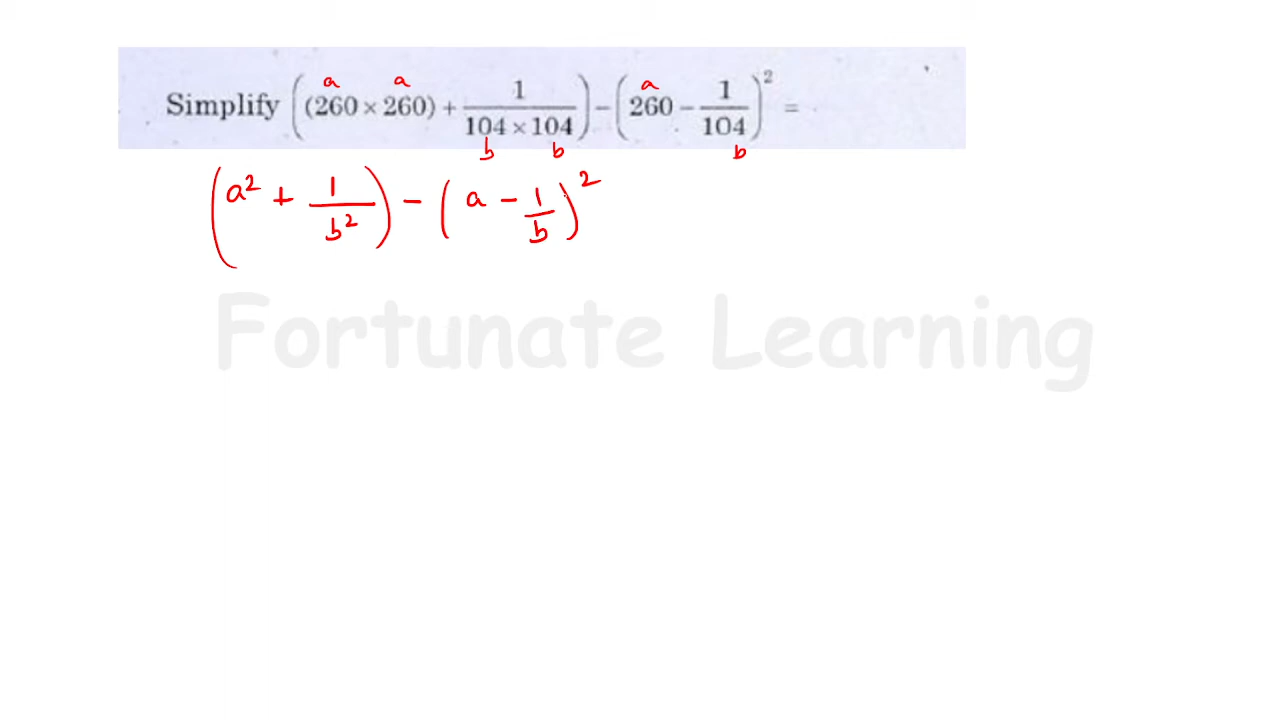 Simplify ((260 × 260) + 1/(104 × 104)) − (260 − 1/104)² =
a a a
b b b
(a² + 1/b²) − (a − 1/b)²
Fortunate Learning